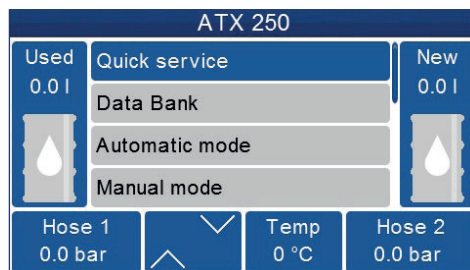 ATX 250
Used
0.0 l
Quick service
Data Bank
Automatic mode
Manual mode
New
0.0 l
Hose 1
0.0 bar
Temp
0 °C
Hose 2
0.0 bar